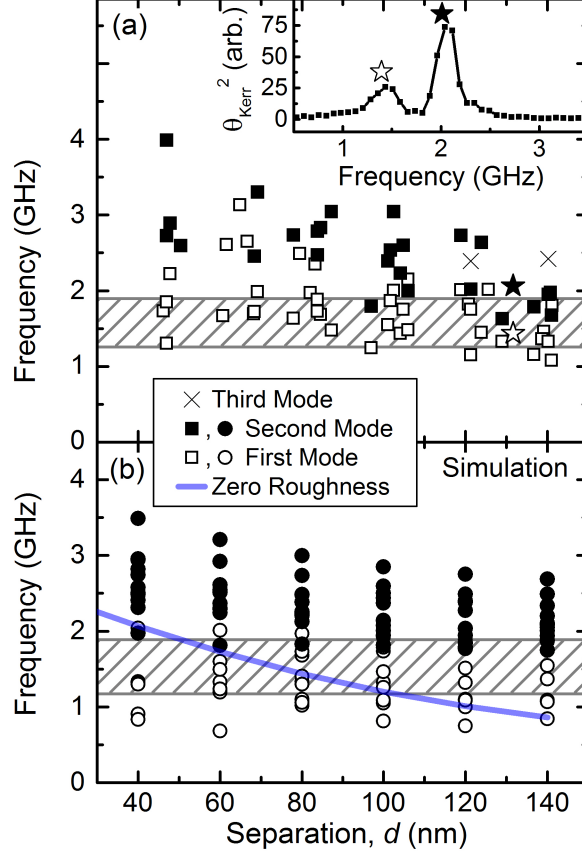 (a)
θKerr² (arb.)
75
50
25
0
1
2
3
Frequency (GHz)
Frequency (GHz)
4
3
2
1
0
Third Mode
, Second Mode
, First Mode
Zero Roughness
(b)
Simulation
Frequency (GHz)
4
3
2
1
0
40 60 80 100 120 140
Separation, d (nm)